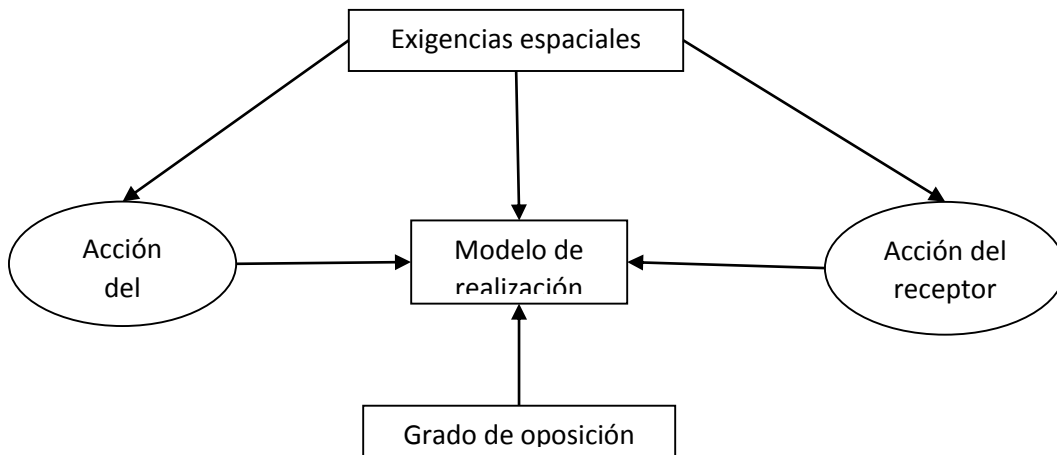 Exigencias espaciales
Acción
del
Modelo de
realización
Acción del
receptor
Grado de oposición